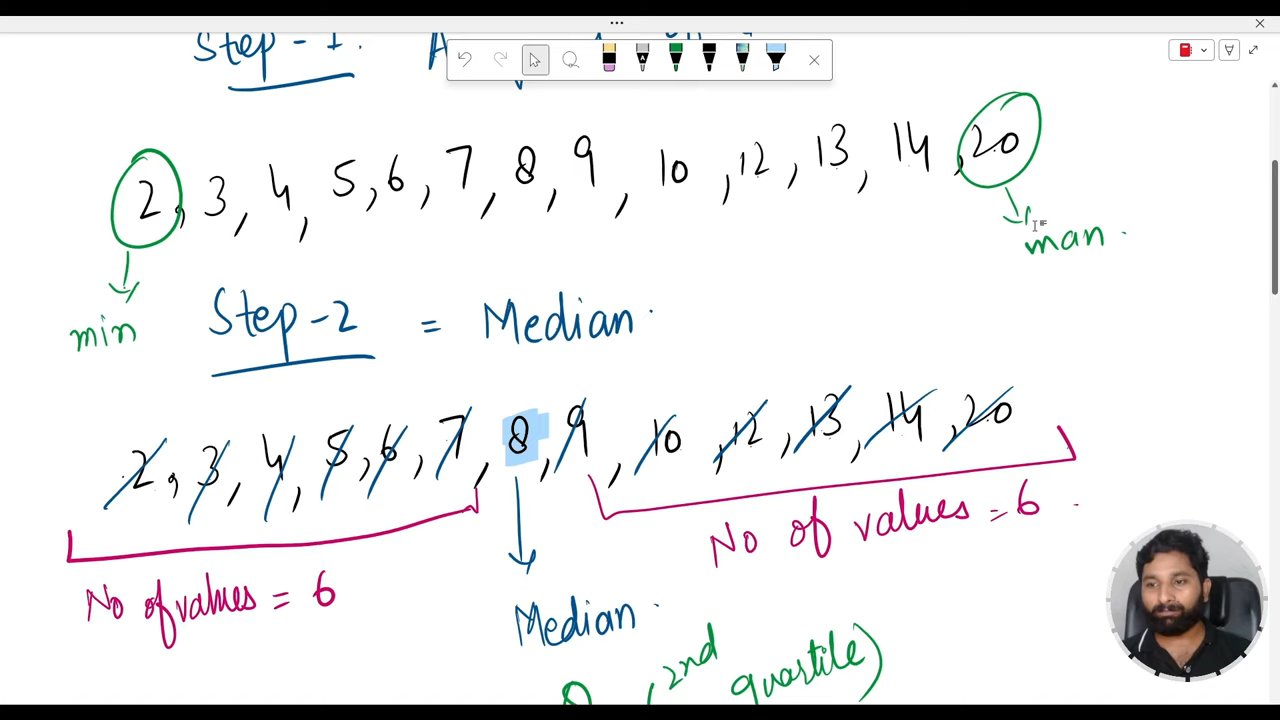 Step-1.
2, 3, 4, 5, 6, 7, 8, 9, 10, 12, 13, 14, 20
man.
min
Step-2 = Median.
2, 3, 4, 5, 6, 7, 8, 9, 10, 12, 13, 14, 20
No of values = 6.
No of values = 6
Median.
(2nd quartile)